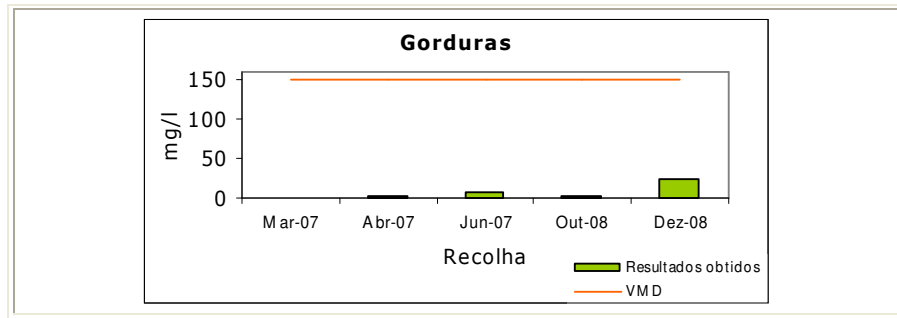 Gorduras
150
100
50
0
mg/l
Mar-07 Abr-07 Jun-07 Out-08 Dez-08
Recolha
Resultados obtidos
VMD